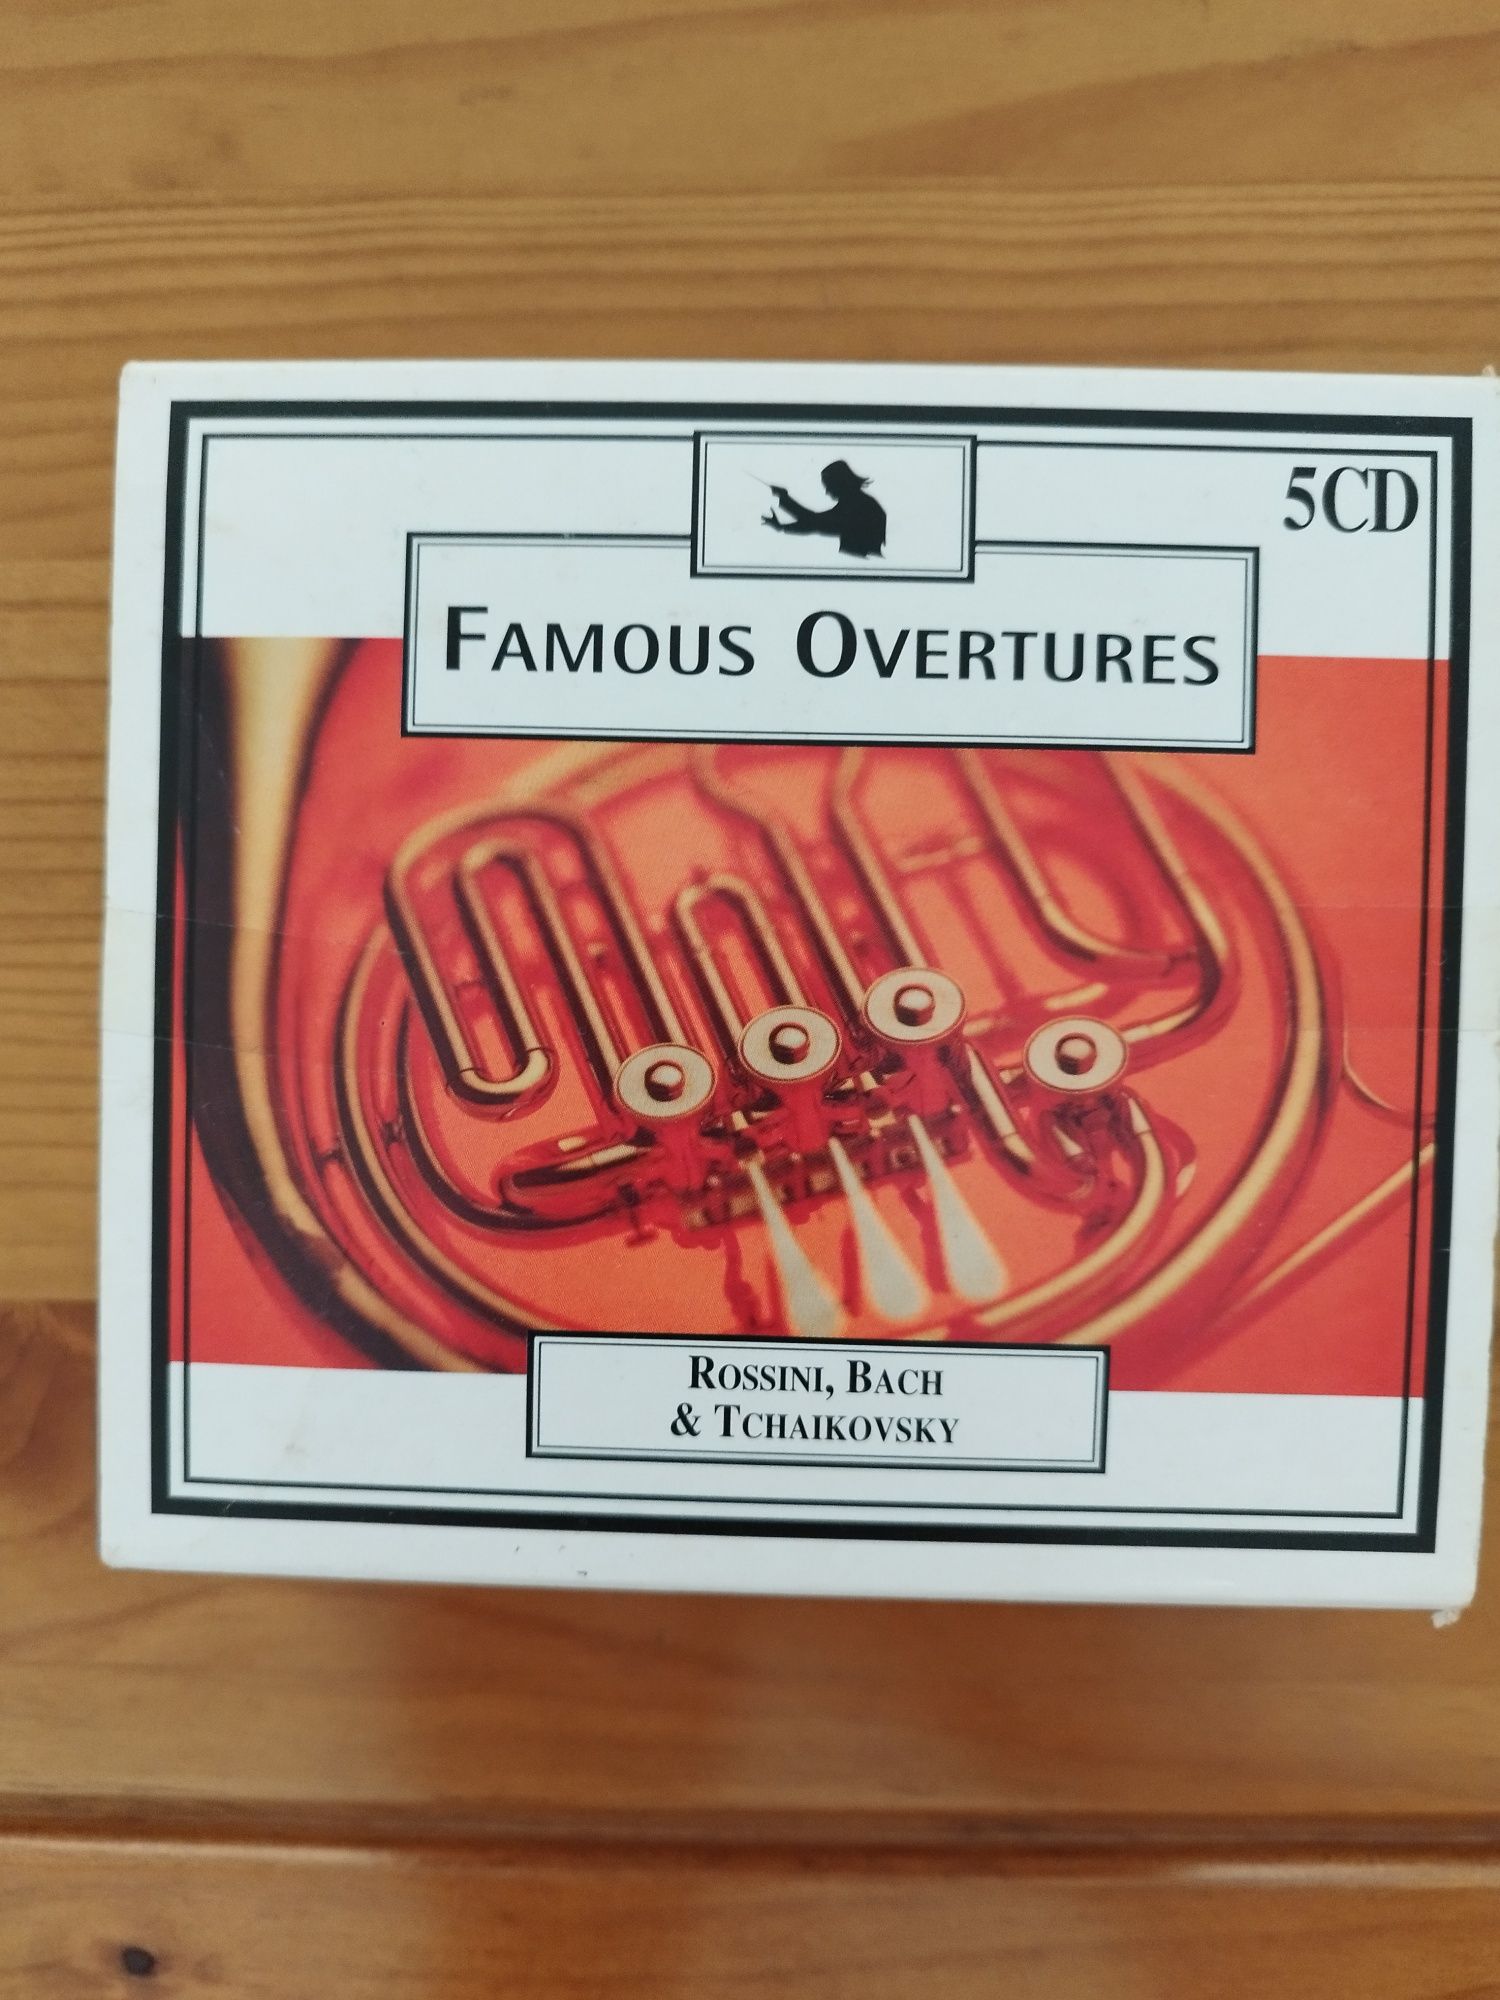 5CD
FAMOUS OVERTURES
ROSSINI, BACH
& TCHAIKOVSKY